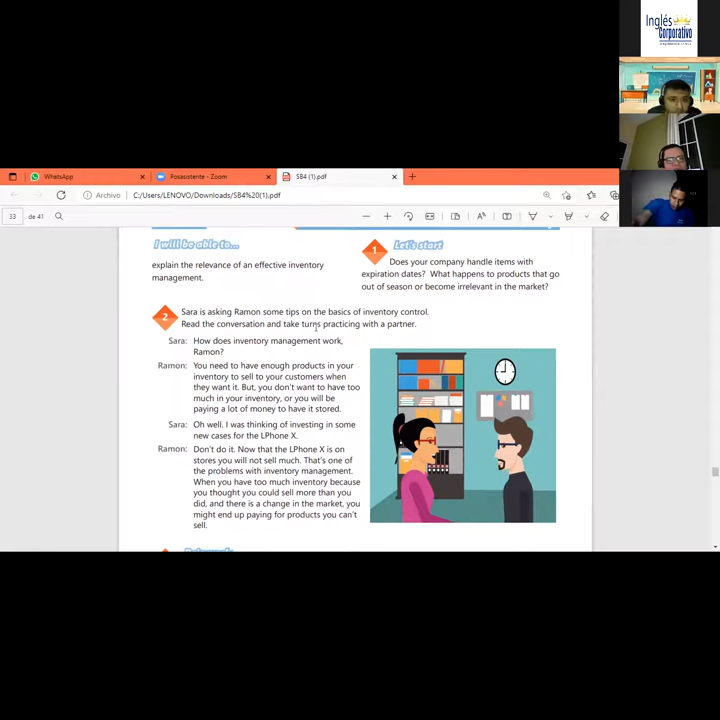 Inglés
Corporativo
WhatsApp
Posasistente - Zoom
SB4 (1).pdf
Archivo
C:/Users/LENOVO/Downloads/SB4%20(1).pdf
33 de 41
I will be able to...
explain the relevance of an effective inventory
management.
1 Let's start
Does your company handle items with
expiration dates? What happens to products that go
out of season or become irrelevant in the market?
2 Sara is asking Ramon some tips on the basics of inventory control.
Read the conversation and take turns practicing with a partner.
Sara: How does inventory management work,
Ramon?
Ramon: You need to have enough products in your
inventory to sell to your customers when
they want it. But, you don't want to have too
much in your inventory, or you will be
paying a lot of money to have it stored.
Sara: Oh well. I was thinking of investing in some
new cases for the LPhone X.
Ramon: Don't do it. Now that the LPhone X is on
stores you will not sell much. That's one of
the problems with inventory management.
When you have too much inventory because
you thought you could sell more than you
did, and there is a change in the market, you
might end up paying for products you can't
sell.